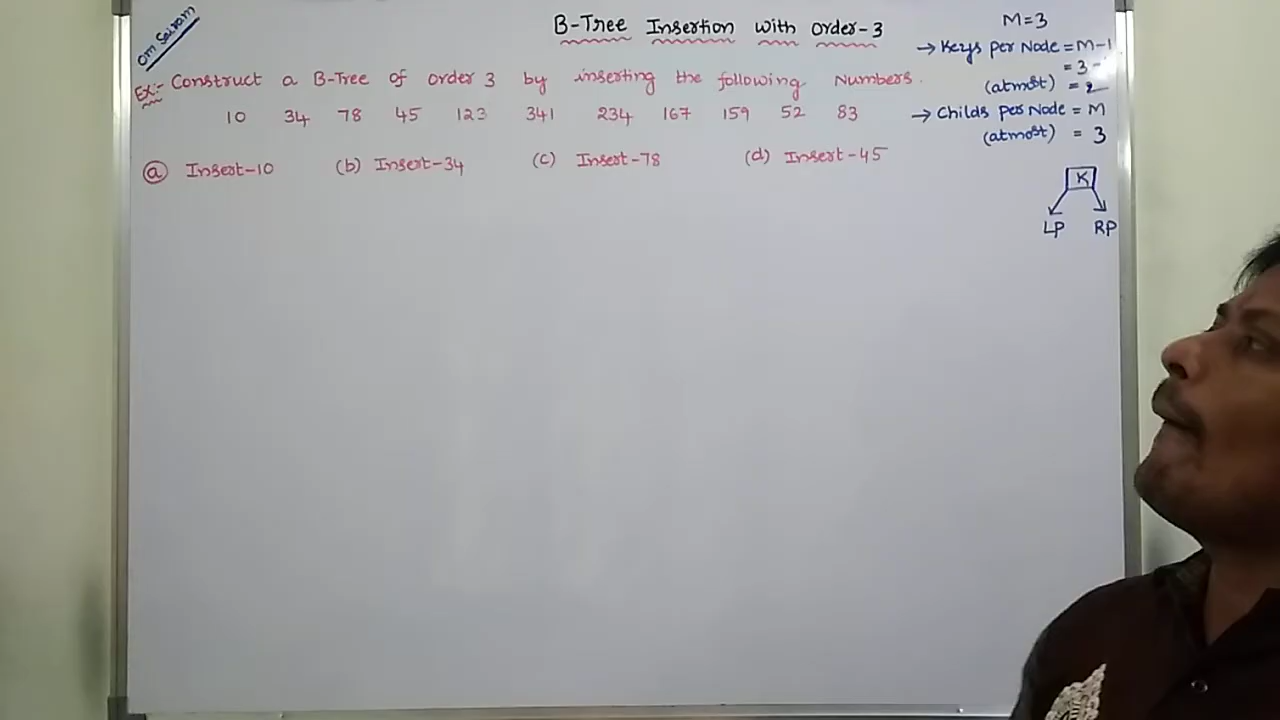 Om Sairam
B-Tree Insertion with order-3
M=3
→ Keys per Node = M-1
= 3-1
(atmost) = 2
Ex:- Construct a B-Tree of order 3 by inserting the following Numbers.
10 34 78 45 123 341 234 167 159 52 83
→ Childs per Node = M
(atmost) = 3
(a) Insert-10 (b) Insert-34 (c) Insert-78 (d) Insert-45
K
LP RP